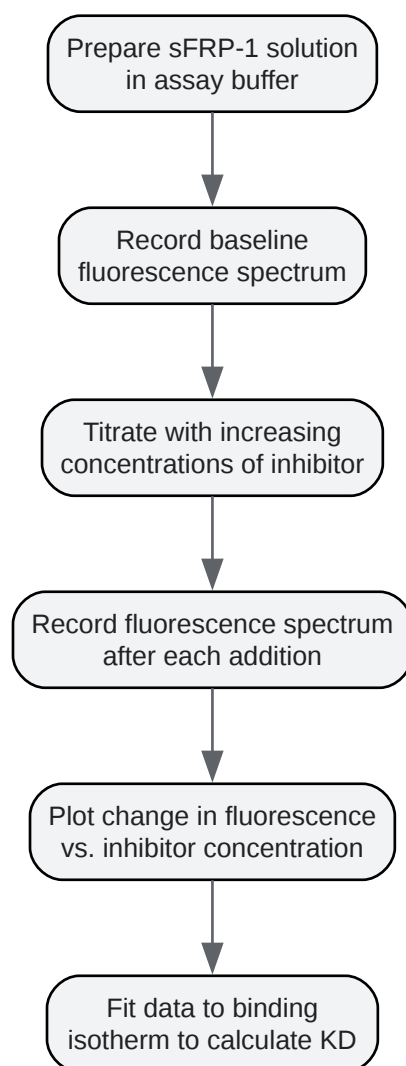 Prepare sFRP-1 solution
in assay buffer
Record baseline
fluorescence spectrum
Titrate with increasing
concentrations of inhibitor
Record fluorescence spectrum
after each addition
Plot change in fluorescence
vs. inhibitor concentration
Fit data to binding
isotherm to calculate KD